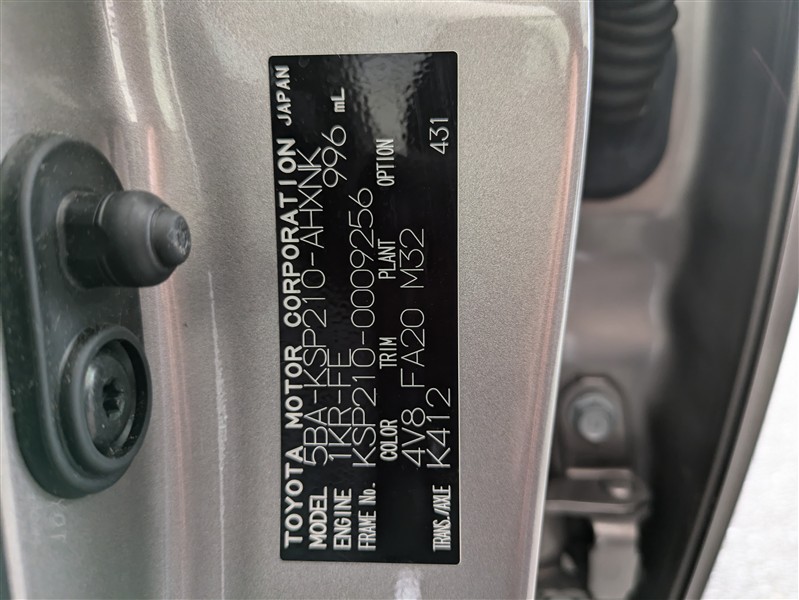 TOYOTA MOTOR CORPORATION JAPAN
MODEL 5BA-KSP210-AHXNK
ENGINE 1KR-FE 996 mL
FRAME No. KSP210-0009256
COLOR TRIM PLANT OPTION
4V8 FA20 M32
TRANS./AXLE K412 431